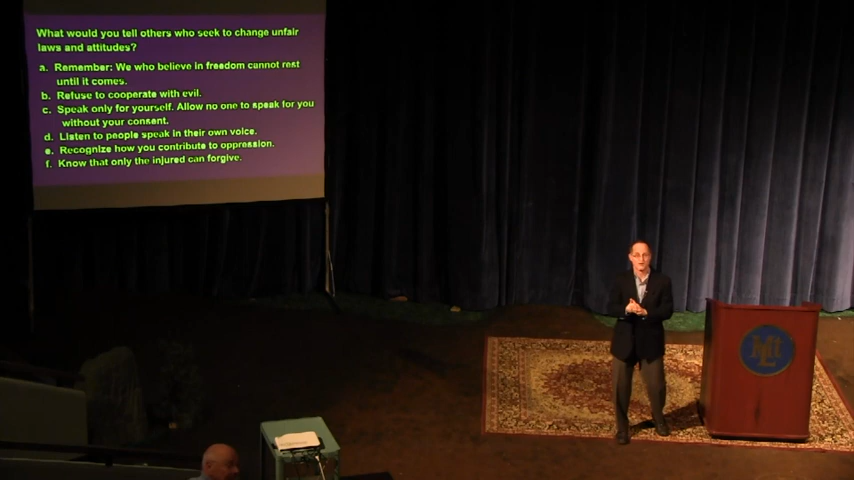 What would you tell others who seek to change unfair
laws and attitudes?
a. Remember: We who believe in freedom cannot rest
until it comes.
b. Refuse to cooperate with evil.
c. Speak only for yourself. Allow no one to speak for you
without your consent.
d. Listen to people speak in their own voice.
e. Recognize how you contribute to oppression.
f. Know that only the injured can forgive.